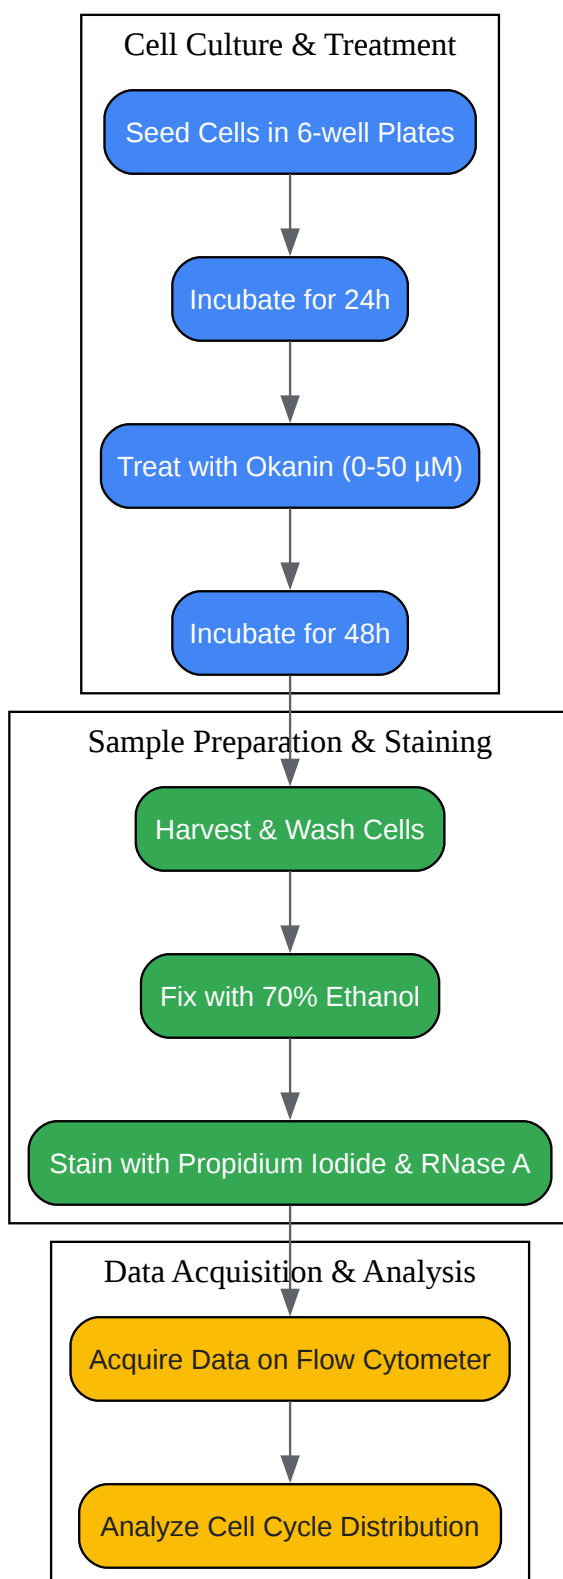 Cell Culture & Treatment
Seed Cells in 6-well Plates
Incubate for 24h
Treat with Okanin (0-50 µM)
Incubate for 48h
Sample Preparation & Staining
Harvest & Wash Cells
Fix with 70% Ethanol
Stain with Propidium Iodide & RNase A
Data Acquisition & Analysis
Acquire Data on Flow Cytometer
Analyze Cell Cycle Distribution